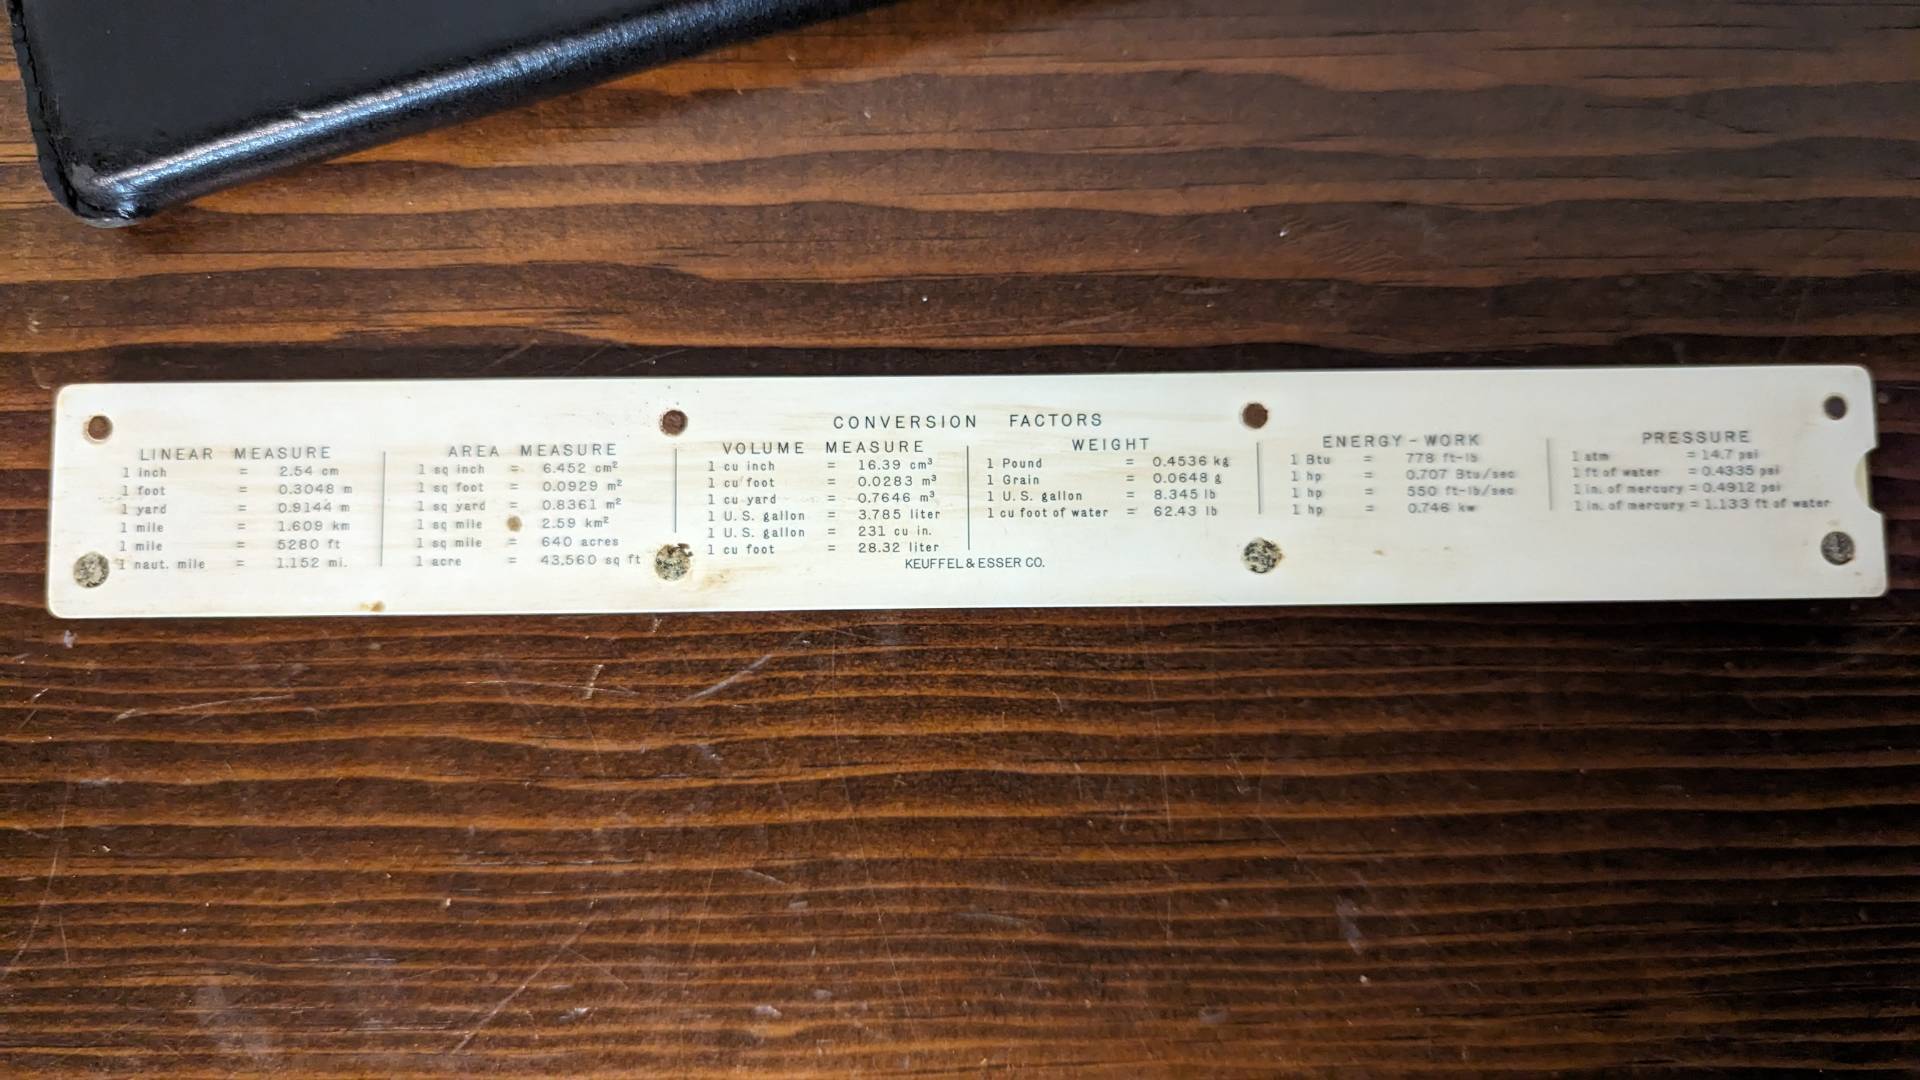 CONVERSION FACTORS
LINEAR MEASURE
1 inch = 2.54 cm
1 foot = 0.3048 m
1 yard = 0.9144 m
1 mile = 1.609 km
1 mile = 5280 ft
1 naut. mile = 1.152 mi.
AREA MEASURE
1 sq inch = 6.452 cm²
1 sq foot = 0.0929 m²
1 sq yard = 0.8361 m²
1 sq mile = 2.59 km²
1 sq mile = 640 acres
1 acre = 43,560 sq ft
VOLUME MEASURE
1 cu inch = 16.39 cm³
1 cu foot = 0.0283 m³
1 cu yard = 0.7646 m³
1 U.S. gallon = 3.785 liter
1 U.S. gallon = 231 cu in.
1 cu foot = 28.32 liter
WEIGHT
1 Pound = 0.4536 kg
1 Grain = 0.0648 g
1 U.S. gallon = 8.345 lb
1 cu foot of water = 62.43 lb
ENERGY-WORK
1 Btu = 778 ft-lb
1 hp = 0.707 Btu/sec
1 hp = 550 ft-lb/sec
1 hp = 0.746 kw
PRESSURE
1 atm = 14.7 psi
1 ft of water = 0.4335 psi
1 in. of mercury = 0.4912 psi
1 in. of mercury = 1.133 ft of water
KEUFFEL & ESSER CO.